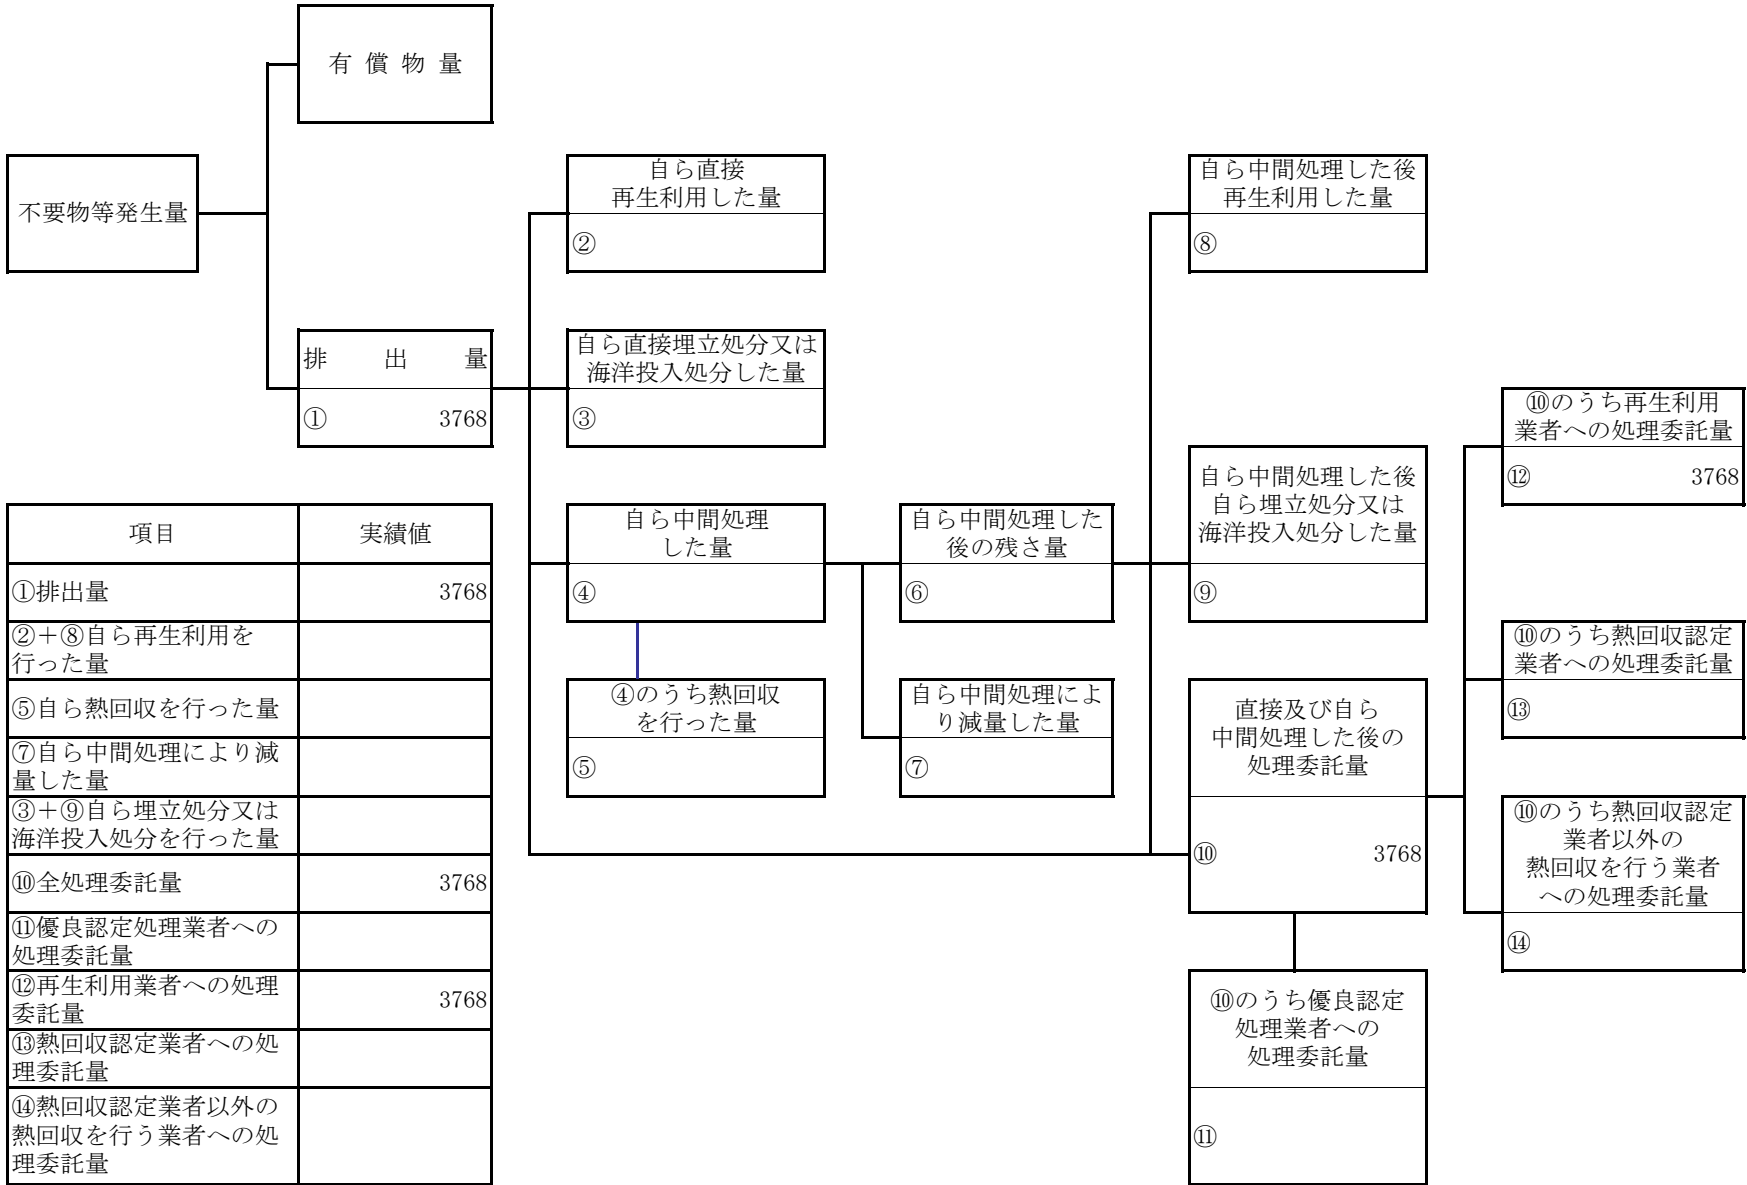 有償物量
不要物等発生量
自ら直接
再生利用した量
②
自ら中間処理した後
再生利用した量
⑧
排出量
① 3768
自ら直接埋立処分又は
海洋投入処分した量
③
⑩のうち再生利用
業者への処理委託量
⑫ 3768
自ら中間処理
した量
④
自ら中間処理した
後の残さ量
⑥
自ら中間処理した後
自ら埋立処分又は
海洋投入処分した量
⑨
⑩のうち熱回収認定
業者への処理委託量
⑬
④のうち熱回収
を行った量
⑤
自ら中間処理によ
り減量した量
⑦
直接及び自ら
中間処理した後の
処理委託量
⑩ 3768
⑩のうち熱回収認定
業者以外の
熱回収を行う業者
への処理委託量
⑭
⑩のうち優良認定
処理業者への
処理委託量
⑪
項目 実績値
①排出量 3768
②＋⑧自ら再生利用を
行った量
⑤自ら熱回収を行った量
⑦自ら中間処理により減
量した量
③＋⑨自ら埋立処分又は
海洋投入処分を行った量
⑩全処理委託量 3768
⑪優良認定処理業者への
処理委託量
⑫再生利用業者への処理
委託量 3768
⑬熱回収認定業者への処
理委託量
⑭熱回収認定業者以外の
熱回収を行う業者への処
理委託量